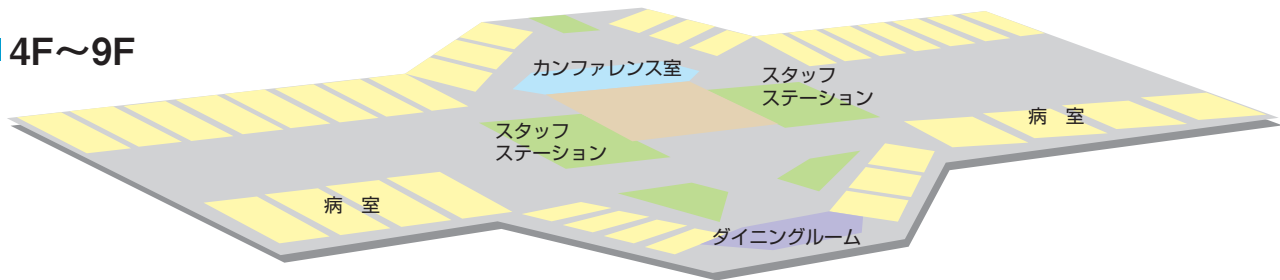 4F〜9F
カンファレンス室
スタッフ
ステーション
スタッフ
ステーション
病　室
病　室
ダイニングルーム